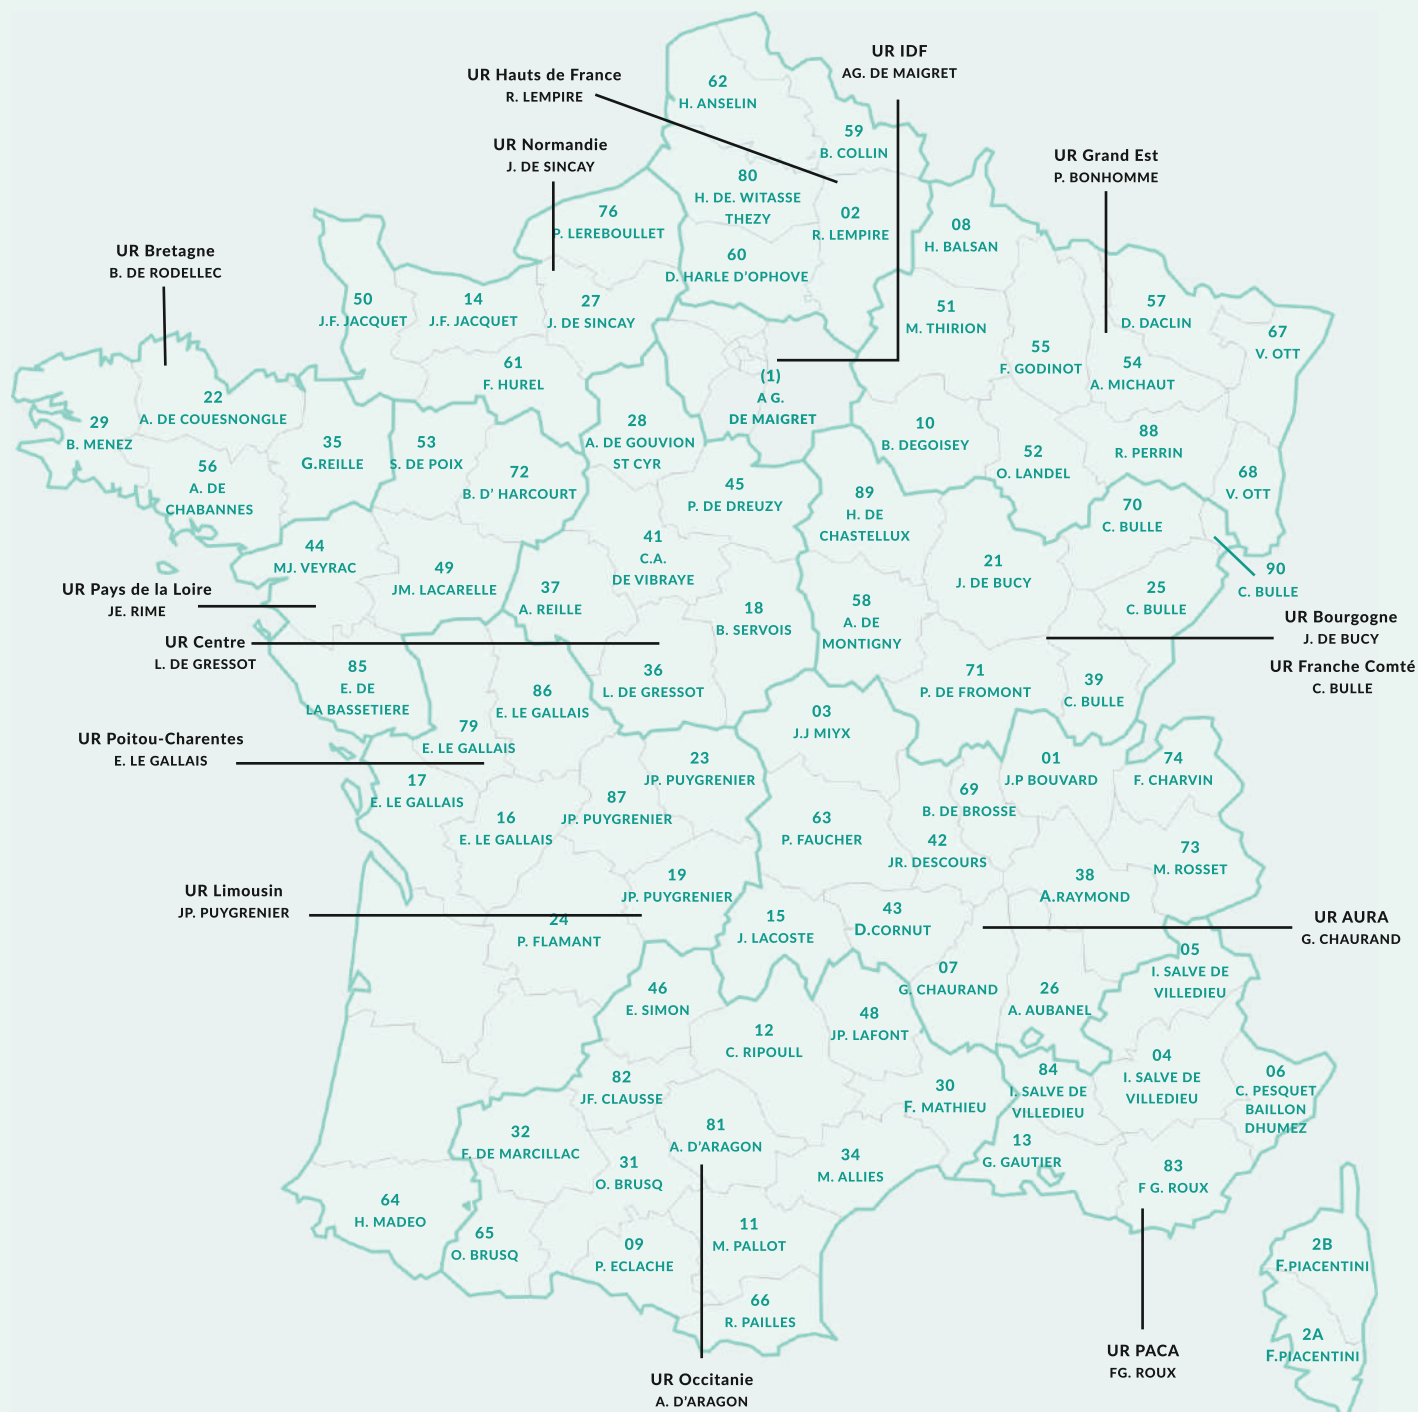 UR IDF
AG. DE MAIGRET
UR Hauts de France
R. LEMPIRE
62
H. ANSELIN
59
B. COLLIN
UR Normandie
J. DE SINCAY
UR Grand Est
P. BONHOMME
80
H. DE. WITASSE
THEZY
76
P. LEREBOULLET
02
R. LEMPIRE
08
H. BALSAN
UR Bretagne
B. DE RODELLEC
60
D. HARLE D'OPHOVE
50
J.F. JACQUET
14
J.F. JACQUET
27
J. DE SINCAY
51
M. THIRION
57
D. DACLIN
67
V. OTT
55
F. GODINOT
54
A. MICHAUT
61
F. HUREL
(1)
A G.
DE MAIGRET
22
A. DE COUESNONGLE
29
B. MENEZ
35
G.REILLE
53
S. DE POIX
28
A. DE GOUVION
ST CYR
10
B. DEGOISEY
88
R. PERRIN
52
O. LANDEL
56
A. DE
CHABANNES
72
B. D' HARCOURT
45
P. DE DREUZY
89
H. DE
CHASTELLUX
68
V. OTT
70
C. BULLE
44
MJ. VEYRAC
49
JM. LACARELLE
41
C.A.
DE VIBRAYE
21
J. DE BUCY
90
C. BULLE
UR Pays de la Loire
JE. RIME
37
A. REILLE
18
B. SERVOIS
58
A. DE
MONTIGNY
25
C. BULLE
UR Bourgogne
J. DE BUCY
UR Centre
L. DE GRESSOT
UR Franche Comté
C. BULLE
85
E. DE
LA BASSETIERE
86
E. LE GALLAIS
36
L. DE GRESSOT
71
P. DE FROMONT
39
C. BULLE
UR Poitou-Charentes
E. LE GALLAIS
79
E. LE GALLAIS
03
J.J MIYX
23
JP. PUYGRENIER
01
J.P BOUVARD
74
F. CHARVIN
17
E. LE GALLAIS
87
JP. PUYGRENIER
69
B. DE BROSSE
16
E. LE GALLAIS
63
P. FAUCHER
42
JR. DESCOURS
73
M. ROSSET
UR Limousin
JP. PUYGRENIER
19
JP. PUYGRENIER
38
A.RAYMOND
24
P. FLAMANT
15
J. LACOSTE
43
D.CORNUT
UR AURA
G. CHAURAND
05
I. SALVE DE
VILLEDIEU
07
G. CHAURAND
46
E. SIMON
26
A. AUBANEL
48
JP. LAFONT
12
C. RIPOULL
04
I. SALVE DE
VILLEDIEU
84
I. SALVE DE
VILLEDIEU
06
C. PESQUET
BAILLON
DHUMEZ
82
JF. CLAUSSE
30
F. MATHIEU
32
F. DE MARCILLAC
81
A. D'ARAGON
13
G. GAUTIER
31
O. BRUSQ
34
M. ALLIES
83
F G. ROUX
64
H. MADEO
65
O. BRUSQ
11
M. PALLOT
09
P. ECLACHE
2B
F.PIACENTINI
66
R. PAILLES
2A
F.PIACENTINI
UR PACA
FG. ROUX
UR Occitanie
A. D'ARAGON